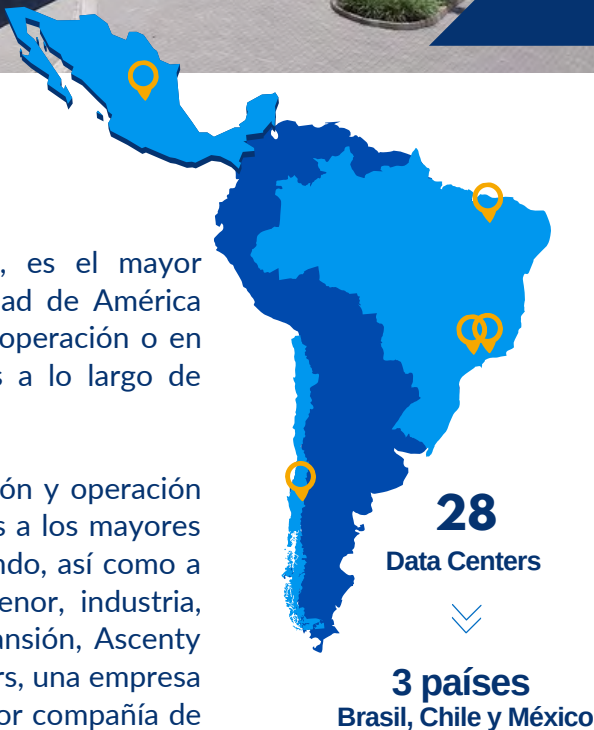 , es el mayor
ad de América
operación o en
s a lo largo de
ón y operación
s a los mayores
ndo, así como a
enor, industria,
ansión, Ascenty
rs, una empresa
or compañía de
28
Data Centers
3 países
Brasil, Chile y México